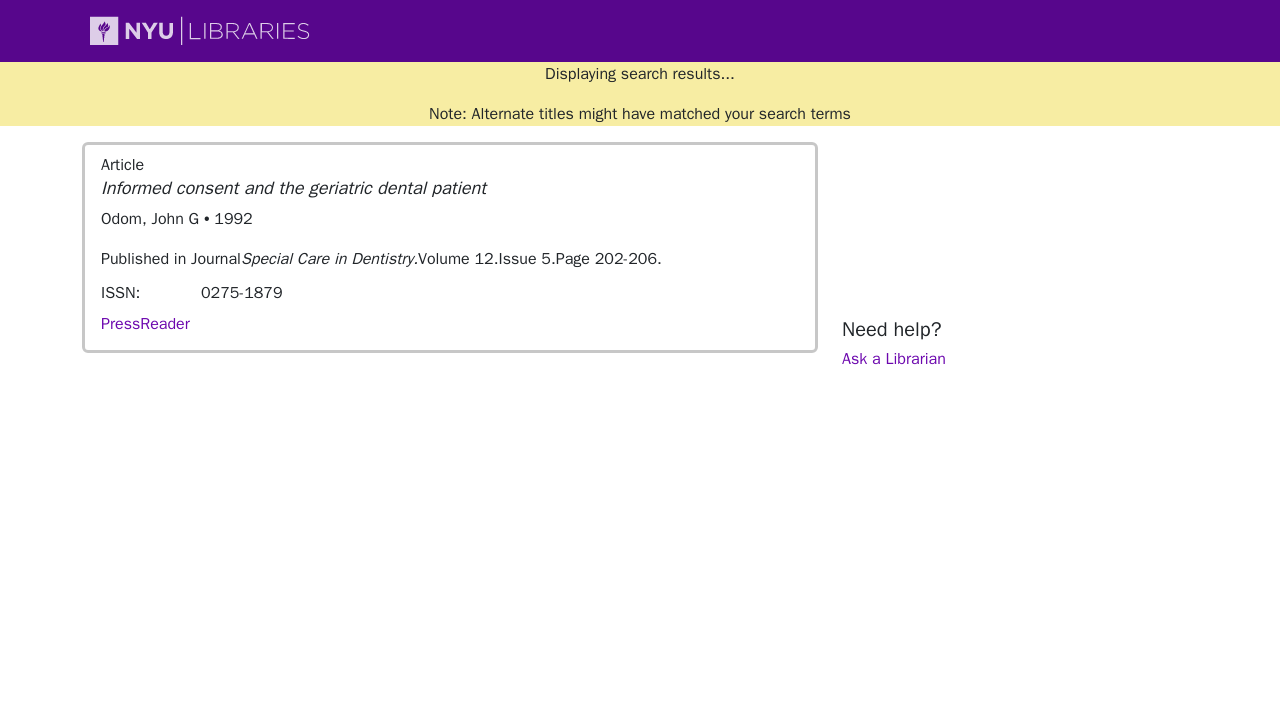 NYU LIBRARIES
Displaying search results...
Note: Alternate titles might have matched your search terms
Article
Informed consent and the geriatric dental patient
Odom, John G • 1992
Published in JournalSpecial Care in Dentistry.Volume 12.Issue 5.Page 202-206.
ISSN: 0275-1879
PressReader
Need help?
Ask a Librarian